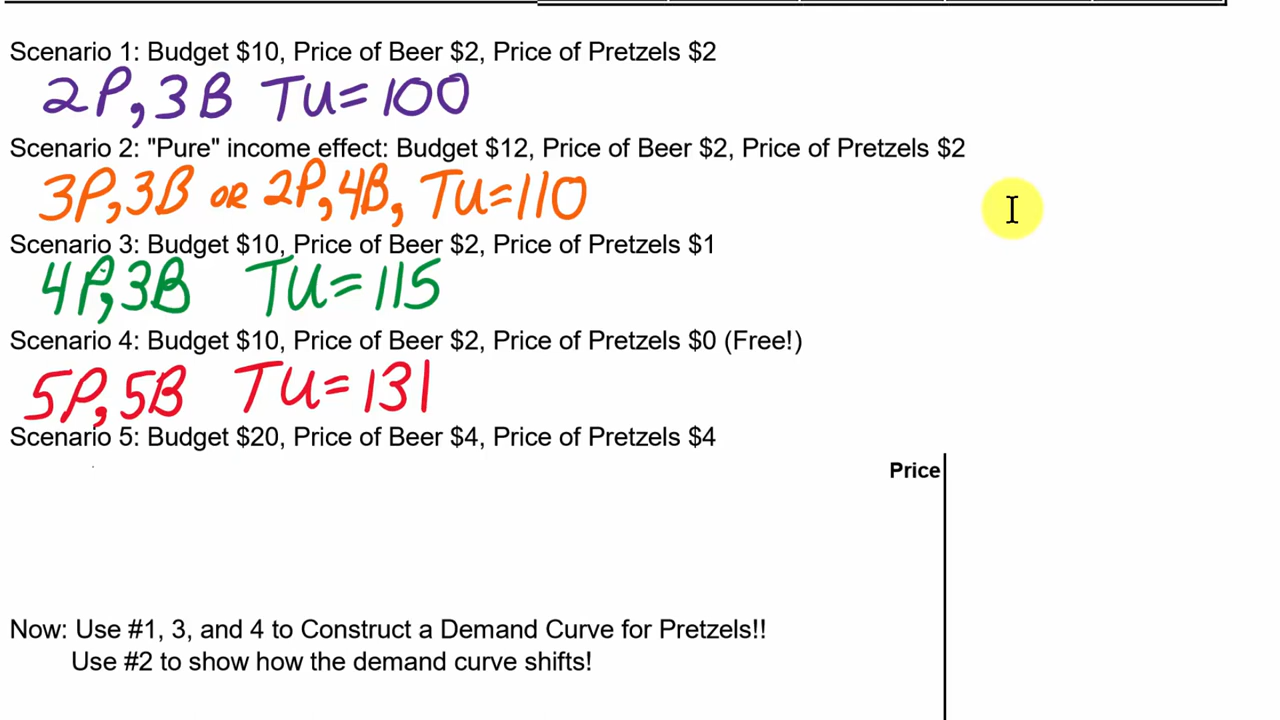 Scenario 1: Budget $10, Price of Beer $2, Price of Pretzels $2
2P, 3B TU=100
Scenario 2: "Pure" income effect: Budget $12, Price of Beer $2, Price of Pretzels $2
3P, 3B OR 2P, 4B, TU=110
Scenario 3: Budget $10, Price of Beer $2, Price of Pretzels $1
4P, 3B TU=115
Scenario 4: Budget $10, Price of Beer $2, Price of Pretzels $0 (Free!)
5P, 5B TU=131
Scenario 5: Budget $20, Price of Beer $4, Price of Pretzels $4
Price
Now: Use #1, 3, and 4 to Construct a Demand Curve for Pretzels!!
Use #2 to show how the demand curve shifts!